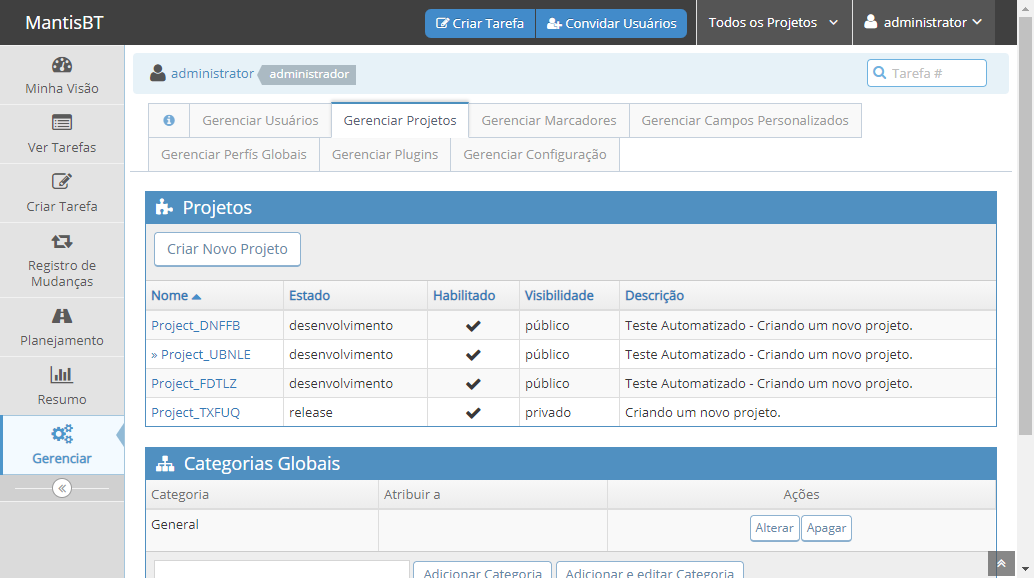 MantisBT
Criar Tarefa
Convidar Usuários
Todos os Projetos
administrator
Minha Visão
Ver Tarefas
Criar Tarefa
Registro de
Mudanças
Planejamento
Resumo
Gerenciar
administrator administrador
Tarefa #
Gerenciar Usuários Gerenciar Projetos Gerenciar Marcadores Gerenciar Campos Personalizados
Gerenciar Perfís Globais Gerenciar Plugins Gerenciar Configuração
Projetos
Criar Novo Projeto
Nome Estado Habilitado Visibilidade Descrição
Project_DNFFB desenvolvimento ✔ público Teste Automatizado - Criando um novo projeto.
» Project_UBNLE desenvolvimento ✔ público Teste Automatizado - Criando um novo projeto.
Project_FDTLZ desenvolvimento ✔ público Teste Automatizado - Criando um novo projeto.
Project_TXFUQ release ✔ privado Criando um novo projeto.
Categorias Globais
Categoria Atribuir a Ações
General Alterar Apagar
Adicionar Categoria Adicionar e editar Categoria